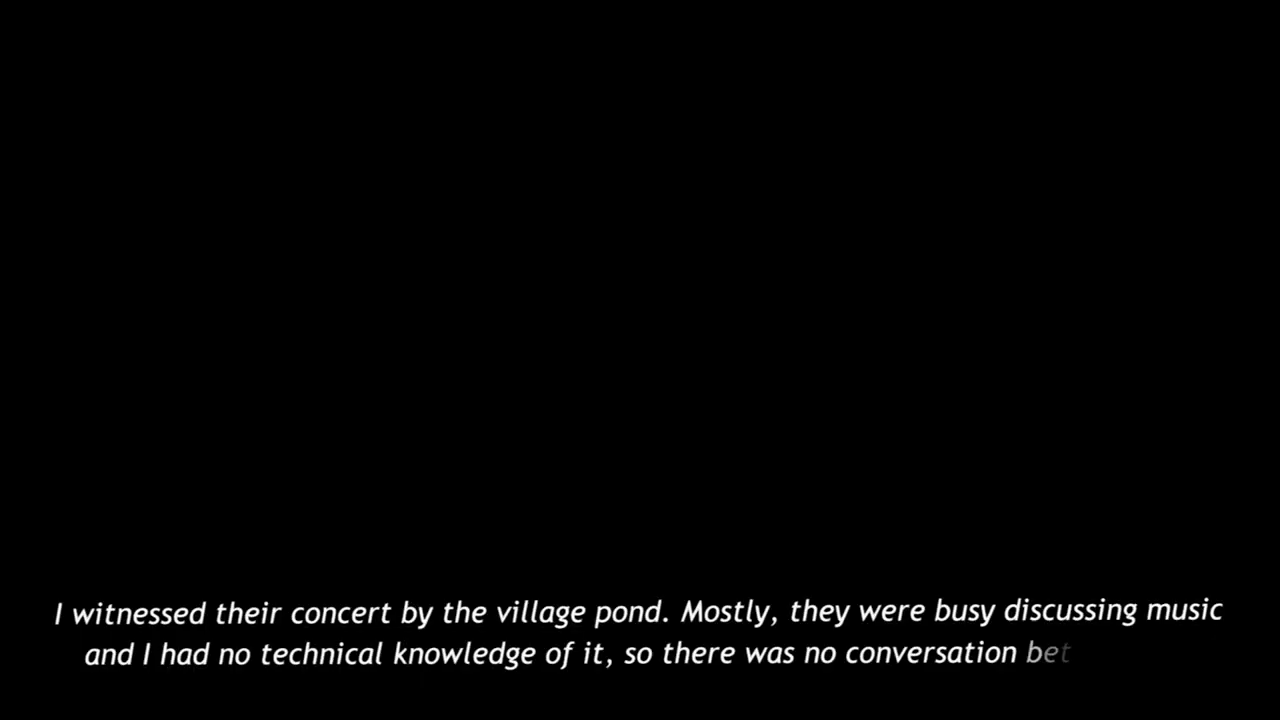 I witnessed their concert by the village pond. Mostly, they were busy discussing music
and I had no technical knowledge of it, so there was no conversation bet